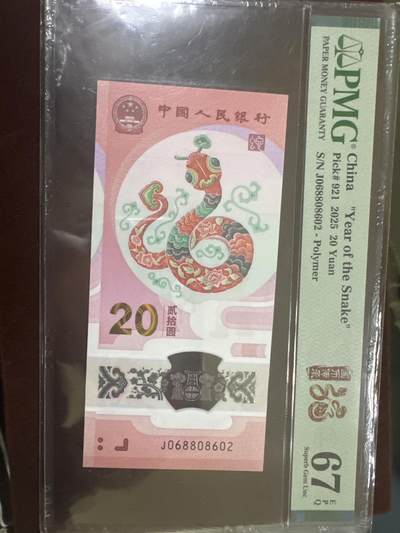 中国人民银行
20
贰拾圆
J068808602
PMG®
PAPER MONEY GUARANTY
China "Year of the Snake"
Pick# 921 2025 20 Yuan
S/N J068808602 - Polymer
67 EPQ
Superb Gem Unc